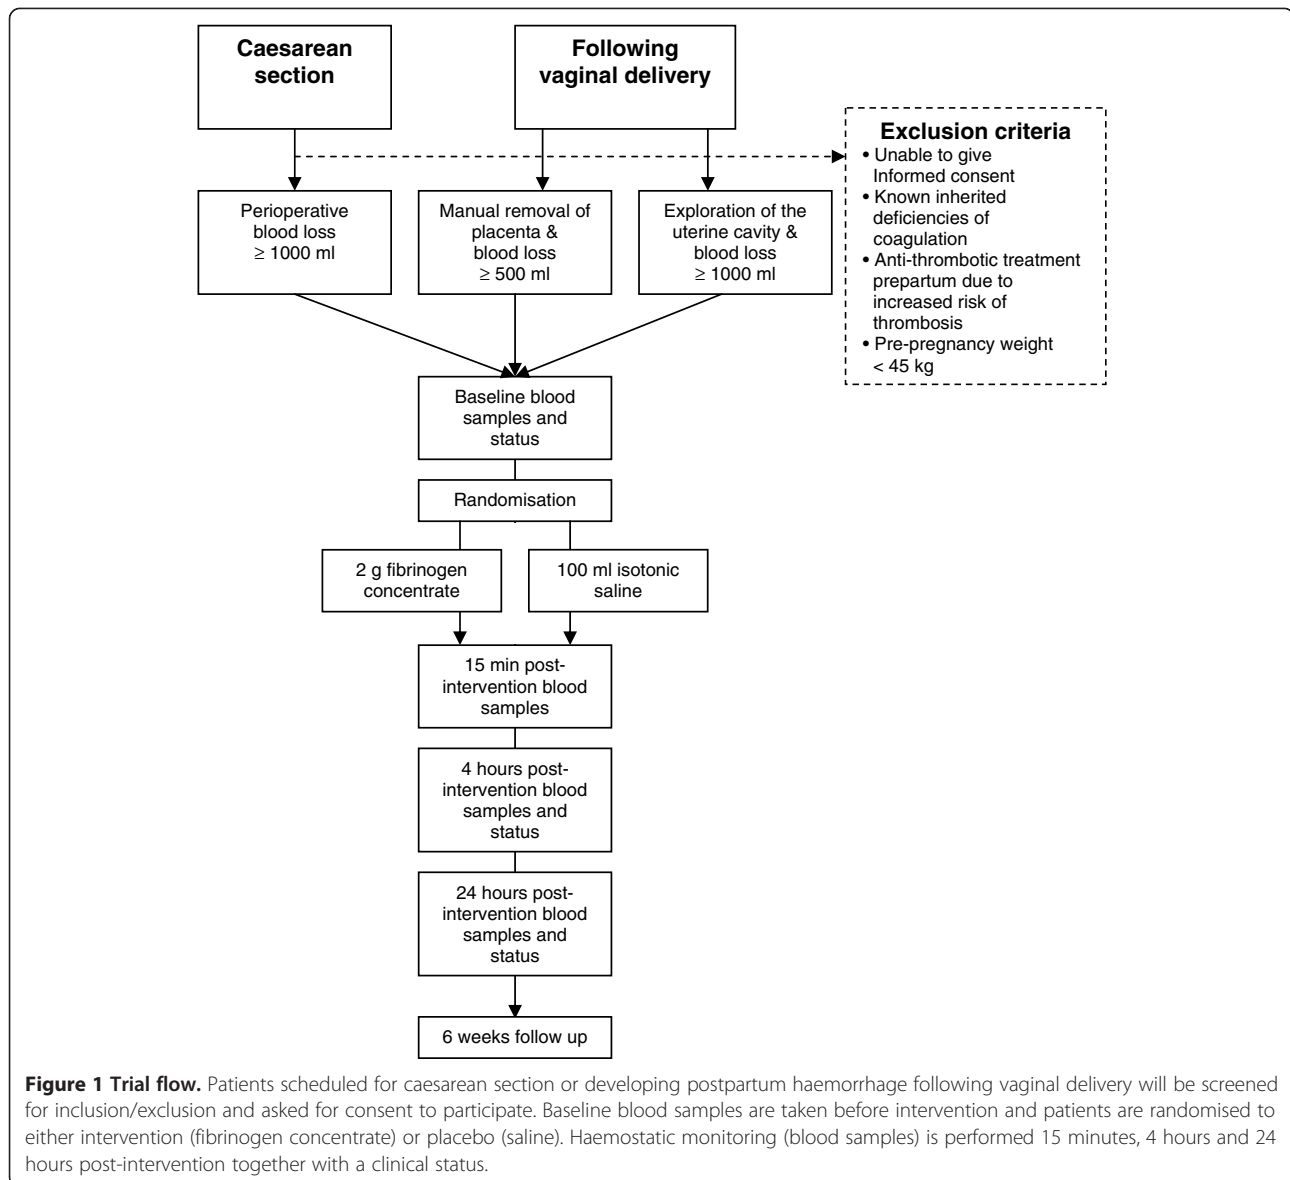 Caesarean
section
Following
vaginal delivery
Exclusion criteria
• Unable to give
Informed consent
• Known inherited
deficiencies of
coagulation
• Anti-thrombotic treatment
prepartum due to
increased risk of
thrombosis
• Pre-pregnancy weight
< 45 kg
Perioperative
blood loss
≥ 1000 ml
Manual removal of
placenta &
blood loss
≥ 500 ml
Exploration of the
uterine cavity &
blood loss
≥ 1000 ml
Baseline blood
samples and
status
Randomisation
2 g fibrinogen
concentrate
100 ml isotonic
saline
15 min post-
intervention blood
samples
4 hours post-
intervention blood
samples and
status
24 hours post-
intervention blood
samples and
status
6 weeks follow up
Figure 1 Trial flow. Patients scheduled for caesarean section or developing postpartum haemorrhage following vaginal delivery will be screened
for inclusion/exclusion and asked for consent to participate. Baseline blood samples are taken before intervention and patients are randomised to
either intervention (fibrinogen concentrate) or placebo (saline). Haemostatic monitoring (blood samples) is performed 15 minutes, 4 hours and 24
hours post-intervention together with a clinical status.